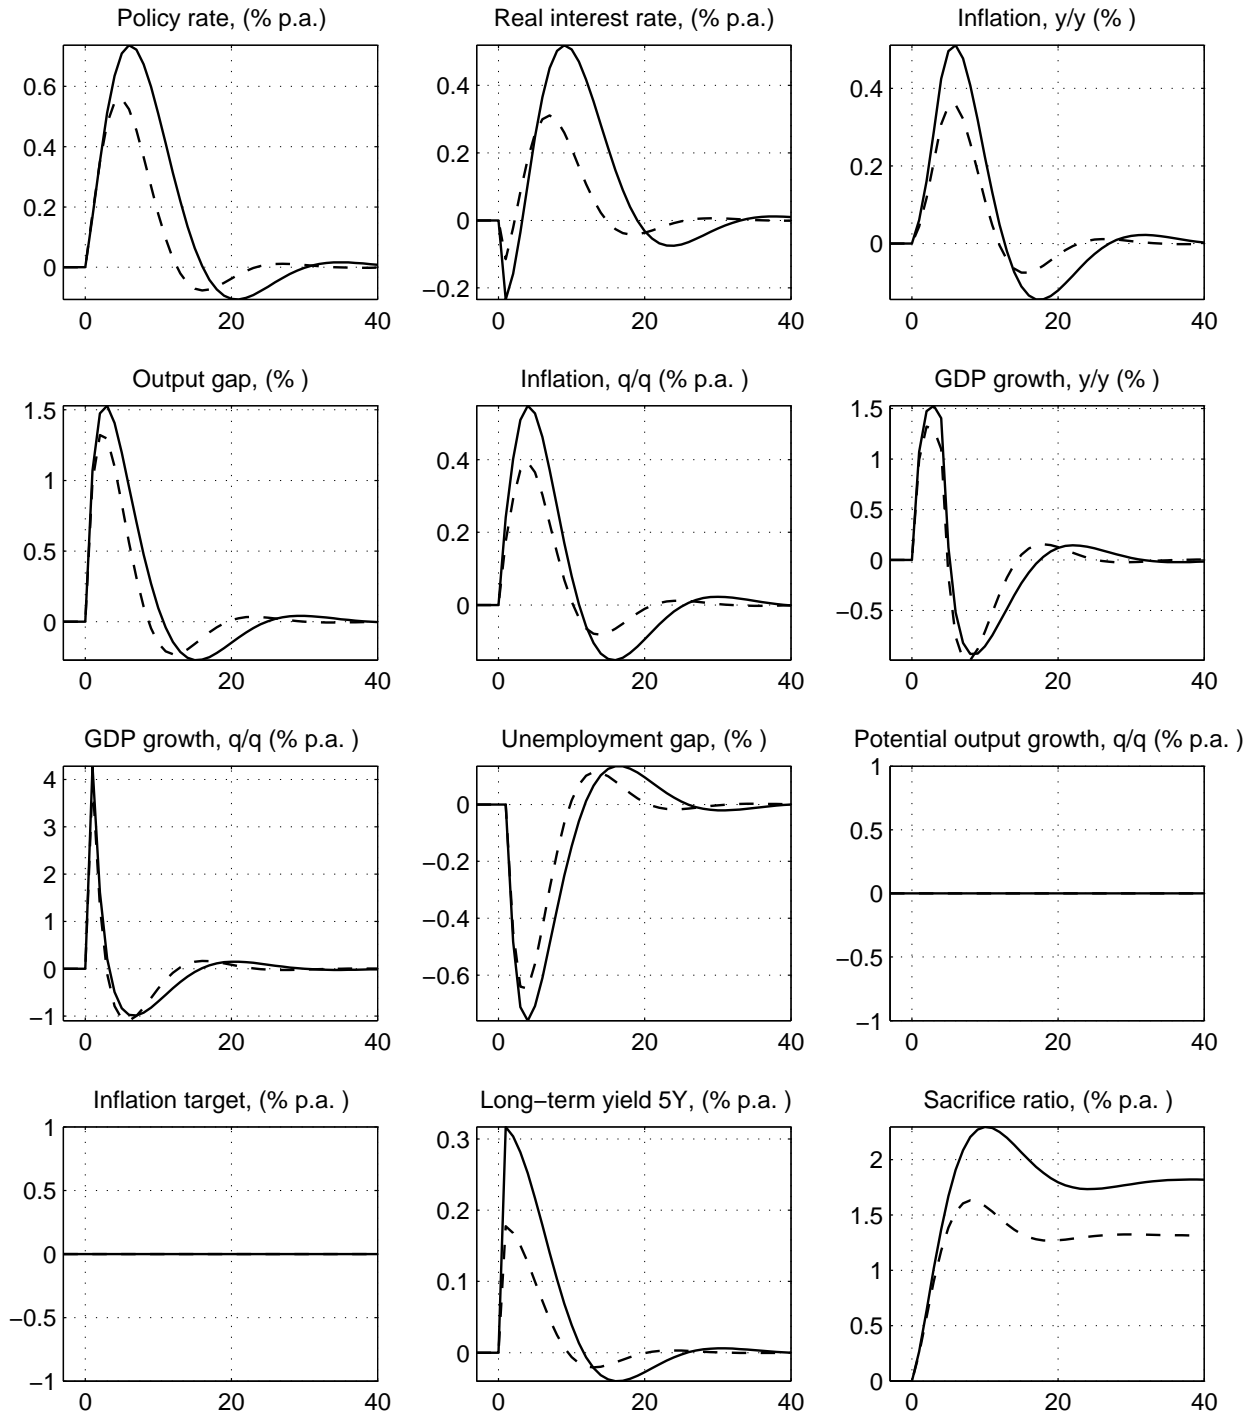 Policy rate, (% p.a.)
0.6
0.4
0.2
0
0 20 40
Real interest rate, (% p.a.)
0.4
0.2
0
−0.2
0 20 40
Inflation, y/y (% )
0.4
0.2
0
0 20 40
Output gap, (% )
1.5
1
0.5
0
0 20 40
Inflation, q/q (% p.a. )
0.4
0.2
0
0 20 40
GDP growth, y/y (% )
1.5
1
0.5
0
−0.5
0 20 40
GDP growth, q/q (% p.a. )
4
3
2
1
0
−1
0 20 40
Unemployment gap, (% )
0
−0.2
−0.4
−0.6
0 20 40
Potential output growth, q/q (% p.a. )
1
0.5
0
−0.5
−1
0 20 40
Inflation target, (% p.a. )
1
0.5
0
−0.5
−1
0 20 40
Long−term yield 5Y, (% p.a. )
0.3
0.2
0.1
0
0 20 40
Sacrifice ratio, (% p.a. )
2
1.5
1
0.5
0
0 20 40